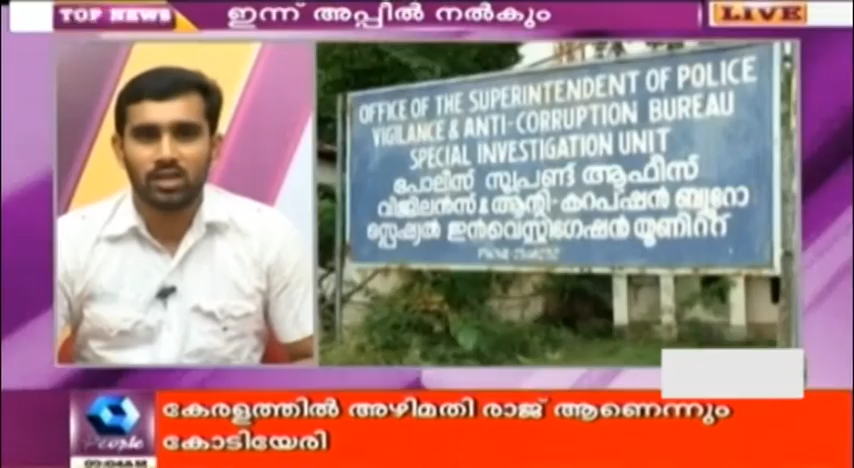 TOP NEWS
ഇന്ന് അപ്പീൽ നൽകും
LIVE
OFFICE OF THE SUPERINTENDENT OF POLICE
VIGILANCE & ANTI-CORRUPTION BUREAU
SPECIAL INVESTIGATION UNIT
പോലീസ് സൂപ്രണ്ട് ആഫീസ്
വിജിലൻസ് & ആന്റി-കറപ്ഷൻ ബ്യൂറോ
സ്പെഷ്യൽ ഇൻവെസ്റ്റിഗേഷൻ യൂണിറ്റ്
കേരളത്തിൽ അഴിമതി രാജ് ആണെന്നും
കോടിയേരി
People